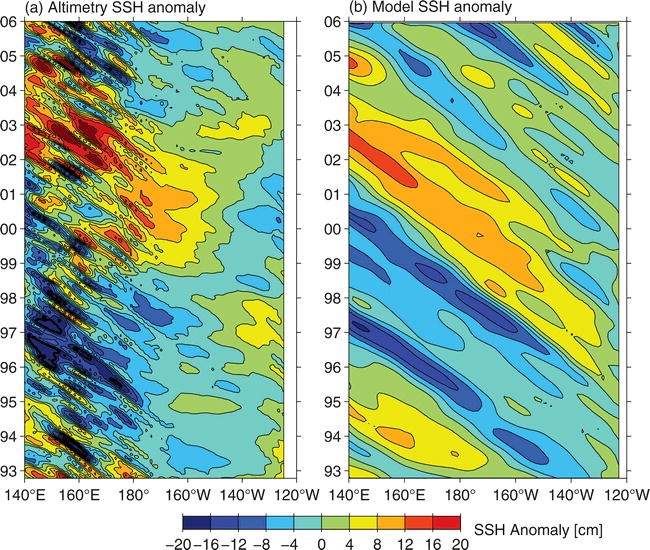 (a) Altimetry SSH anomaly
(b) Model SSH anomaly
06 06
05 05
04 04
03 03
02 02
01 01
00 00
99 99
98 98
97 97
96 96
95 95
94 94
93 93
140°E 160°E 180° 160°W 140°W 120°W
140°E 160°E 180° 160°W 140°W 120°W
−20 −16 −12 −8 −4 0 4 8 12 16 20
SSH Anomaly [cm]